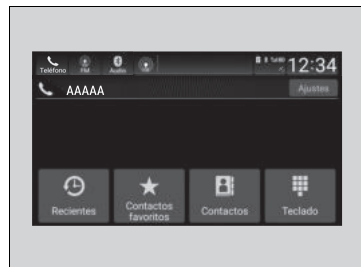 Teléfono FM Audio 12:34
AAAAA Ajustes
Recientes Contactos favoritos Contactos Teclado